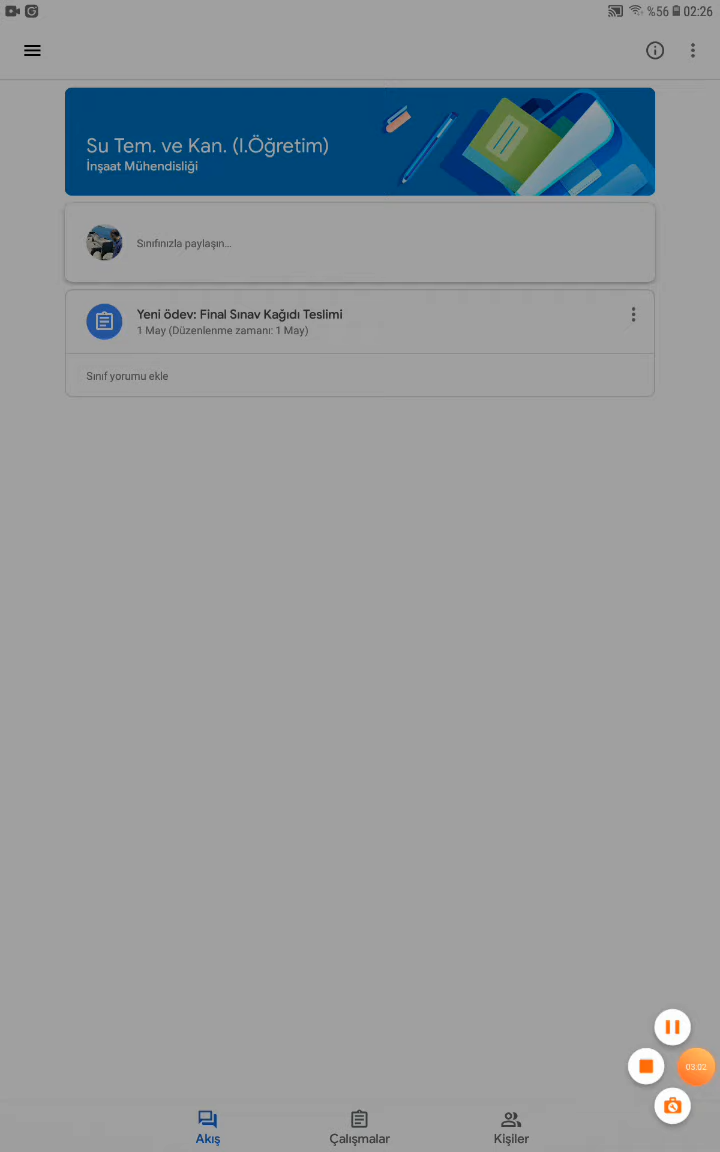 %56 02:26
Su Tem. ve Kan. (I.Öğretim)
İnşaat Mühendisliği
Sınıfınızla paylaşın...
Yeni ödev: Final Sınav Kağıdı Teslimi
1 May (Düzenlenme zamanı: 1 May)
Sınıf yorumu ekle
03:02
Akış Çalışmalar Kişiler